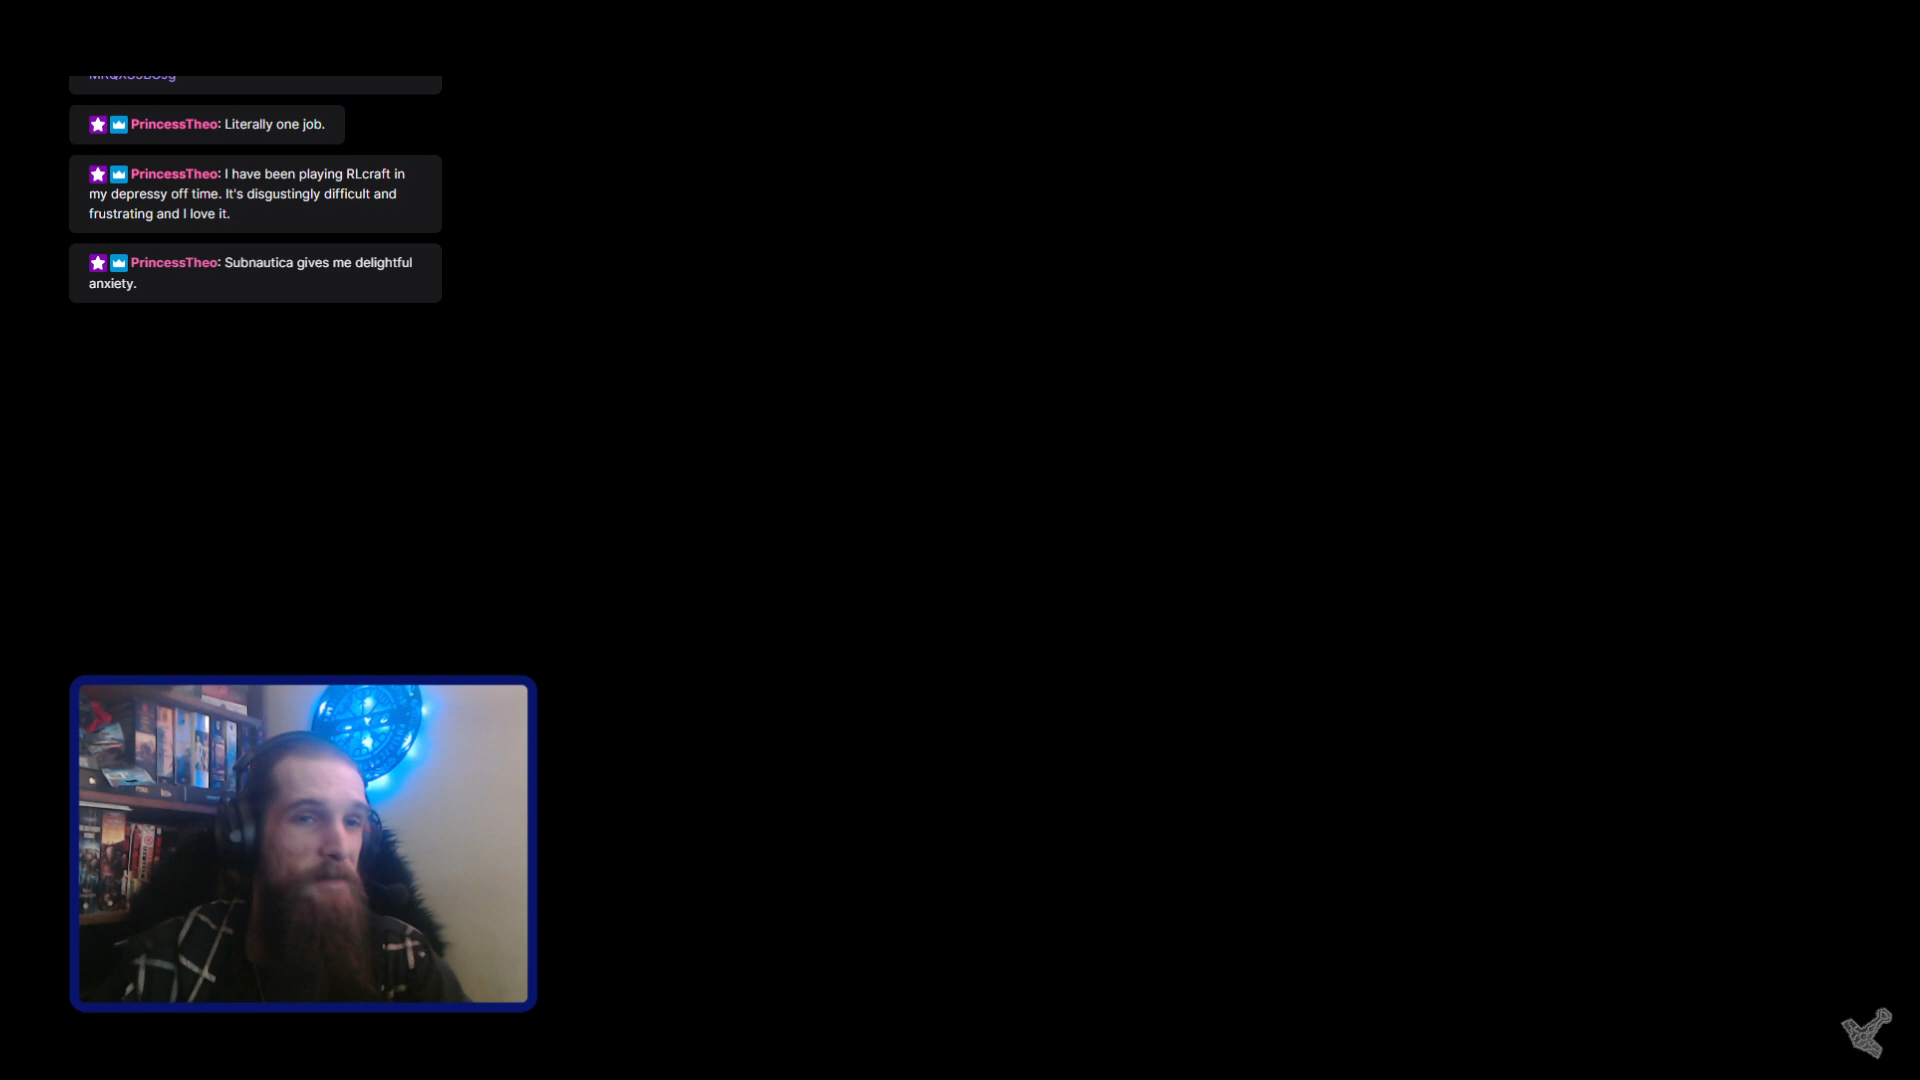 PrincessTheo: Literally one job.
PrincessTheo: I have been playing RLcraft in
my depressy off time. It's disgustingly difficult and
frustrating and I love it.
PrincessTheo: Subnautica gives me delightful
anxiety.